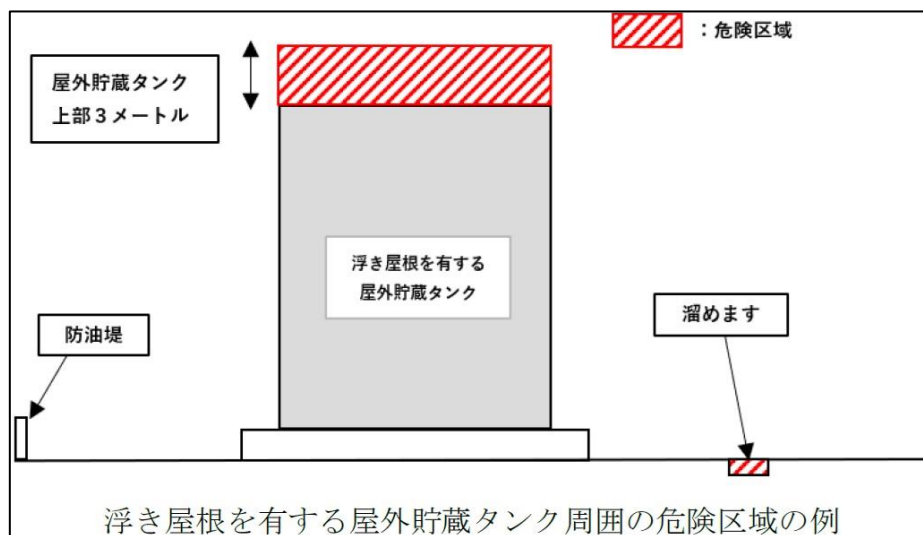 ：危険区域
屋外貯蔵タンク
上部３メートル
浮き屋根を有する
屋外貯蔵タンク
防油堤
溜めます
浮き屋根を有する屋外貯蔵タンク周囲の危険区域の例